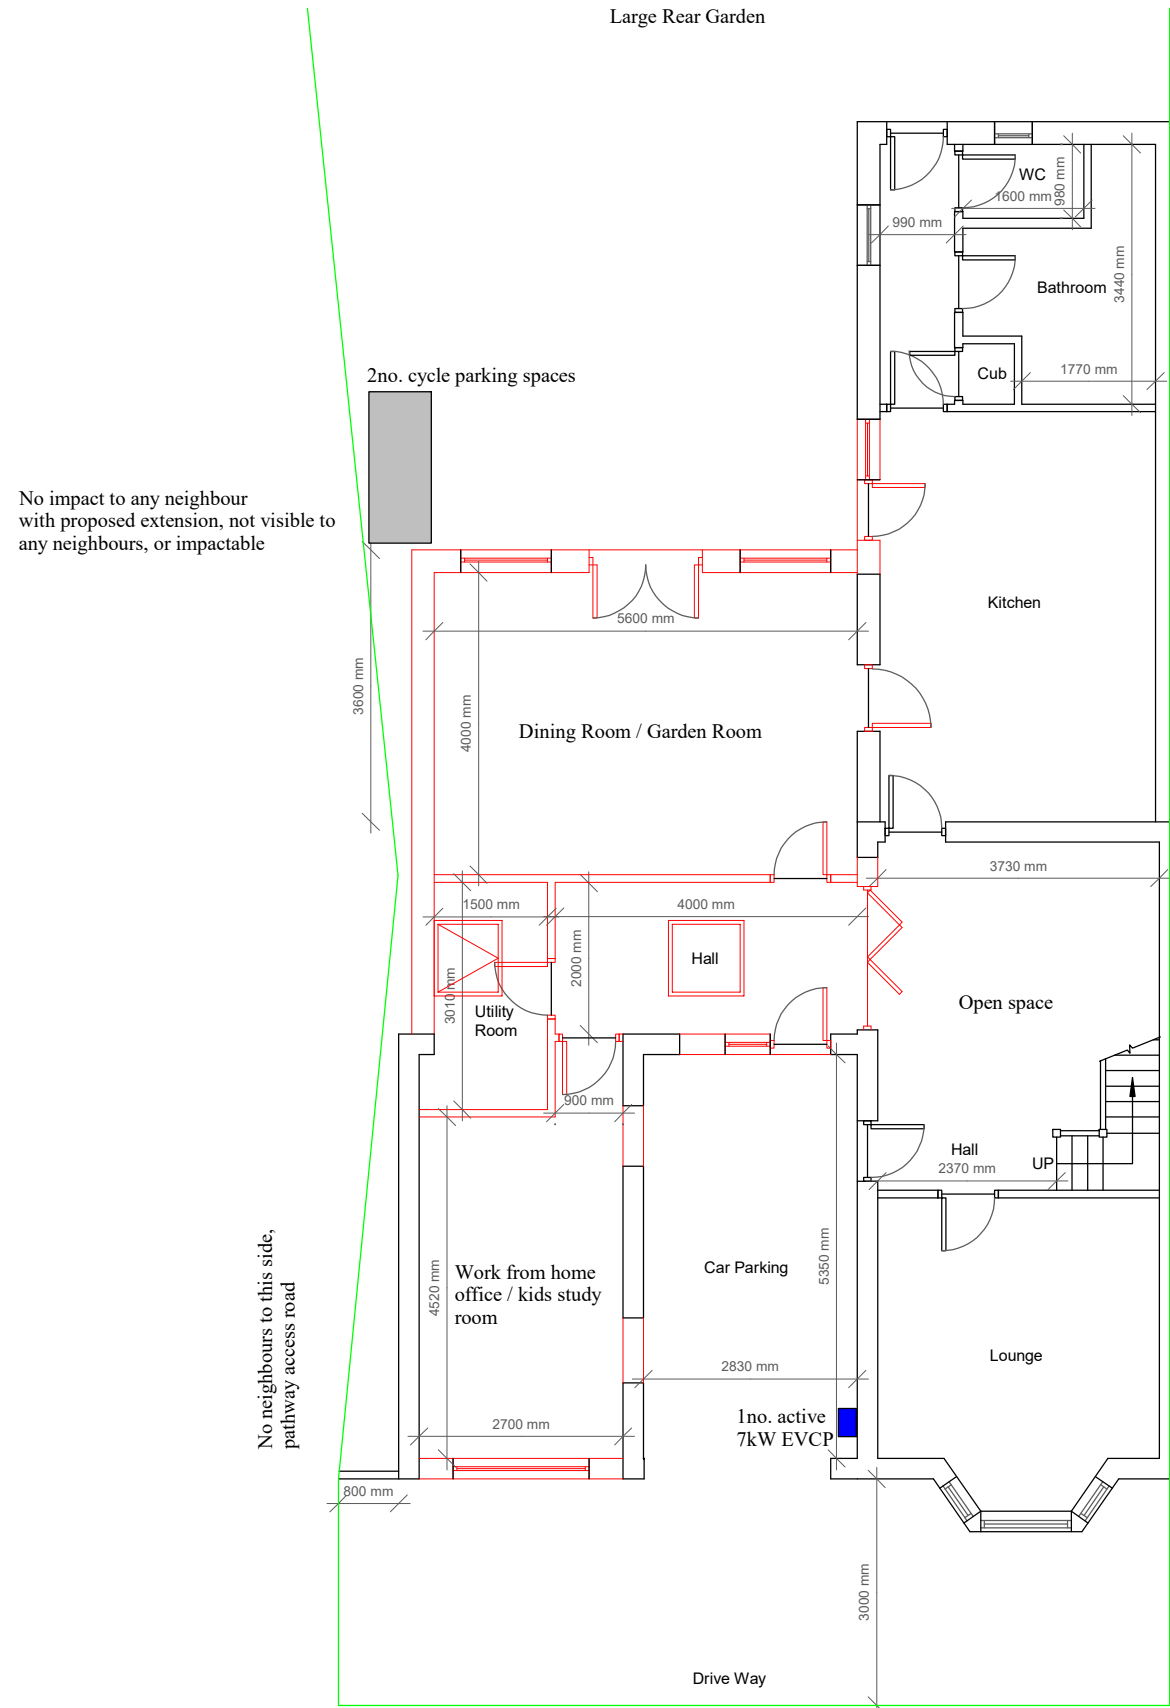 Large Rear Garden
WC
980 mm
1600 mm
990 mm
Bathroom
3440 mm
2no. cycle parking spaces
Cub
1770 mm
No impact to any neighbour
with proposed extension, not visible to
any neighbours, or impactable
Kitchen
5600 mm
3600 mm
4000 mm
Dining Room / Garden Room
3730 mm
1500 mm
4000 mm
2000 mm
3010 mm
Hall
Utility
Room
Open space
900 mm
Hall
UP
2370 mm
No neighbours to this side,
pathway access road
4520 mm
Work from home
office / kids study
room
Car Parking
5350 mm
Lounge
2830 mm
2700 mm
1no. active
7kW EVCP
800 mm
3000 mm
Drive Way